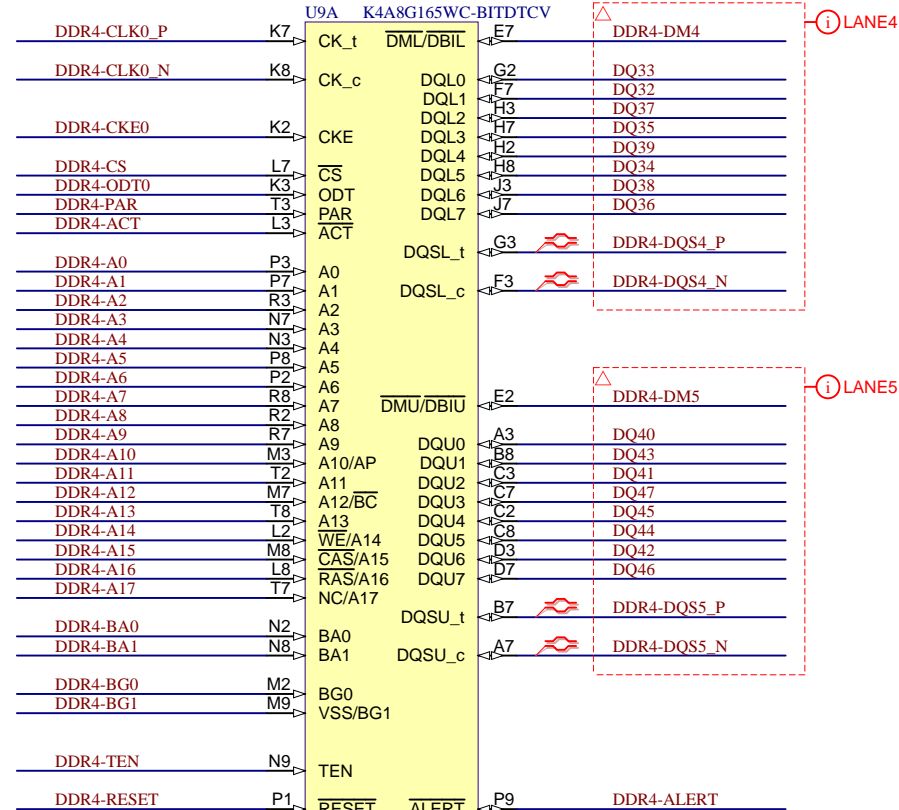 U9A K4A8G165WC-BITDTCV
DDR4-CLK0_P K7 CK_t DML/DBIL E7 DDR4-DM4 i LANE4
DDR4-CLK0_N K8 CK_c DQL0 G2 DQ33
DQL1 F7 DQ32
DQL2 H3 DQ37
DDR4-CKE0 K2 CKE DQL3 H7 DQ35
DQL4 H2 DQ39
DDR4-CS L7 CS DQL5 H8 DQ34
DDR4-ODT0 K3 ODT DQL6 J3 DQ38
DDR4-PAR T3 PAR DQL7 J7 DQ36
DDR4-ACT L3 ACT
DQSL_t G3 DDR4-DQS4_P
DDR4-A0 P3 A0
DDR4-A1 P7 A1 DQSL_c F3 DDR4-DQS4_N
DDR4-A2 R3 A2
DDR4-A3 N7 A3
DDR4-A4 N3 A4
DDR4-A5 P8 A5
DDR4-A6 P2 A6
DDR4-A7 R8 A7 DMU/DBIU E2 DDR4-DM5 i LANE5
DDR4-A8 R2 A8
DDR4-A9 R7 A9 DQU0 A3 DQ40
DDR4-A10 M3 A10/AP DQU1 B8 DQ43
DDR4-A11 T2 A11 DQU2 C3 DQ41
DDR4-A12 M7 A12/BC DQU3 C7 DQ47
DDR4-A13 T8 A13 DQU4 C2 DQ45
DDR4-A14 L2 WE/A14 DQU5 C8 DQ44
DDR4-A15 M8 CAS/A15 DQU6 D3 DQ42
DDR4-A16 L8 RAS/A16 DQU7 D7 DQ46
DDR4-A17 T7 NC/A17
DQSU_t B7 DDR4-DQS5_P
DDR4-BA0 N2 BA0
DDR4-BA1 N8 BA1 DQSU_c A7 DDR4-DQS5_N
DDR4-BG0 M2 BG0
DDR4-BG1 M9 VSS/BG1
DDR4-TEN N9 TEN
DDR4-RESET P1 RESET ALERT P9 DDR4-ALERT